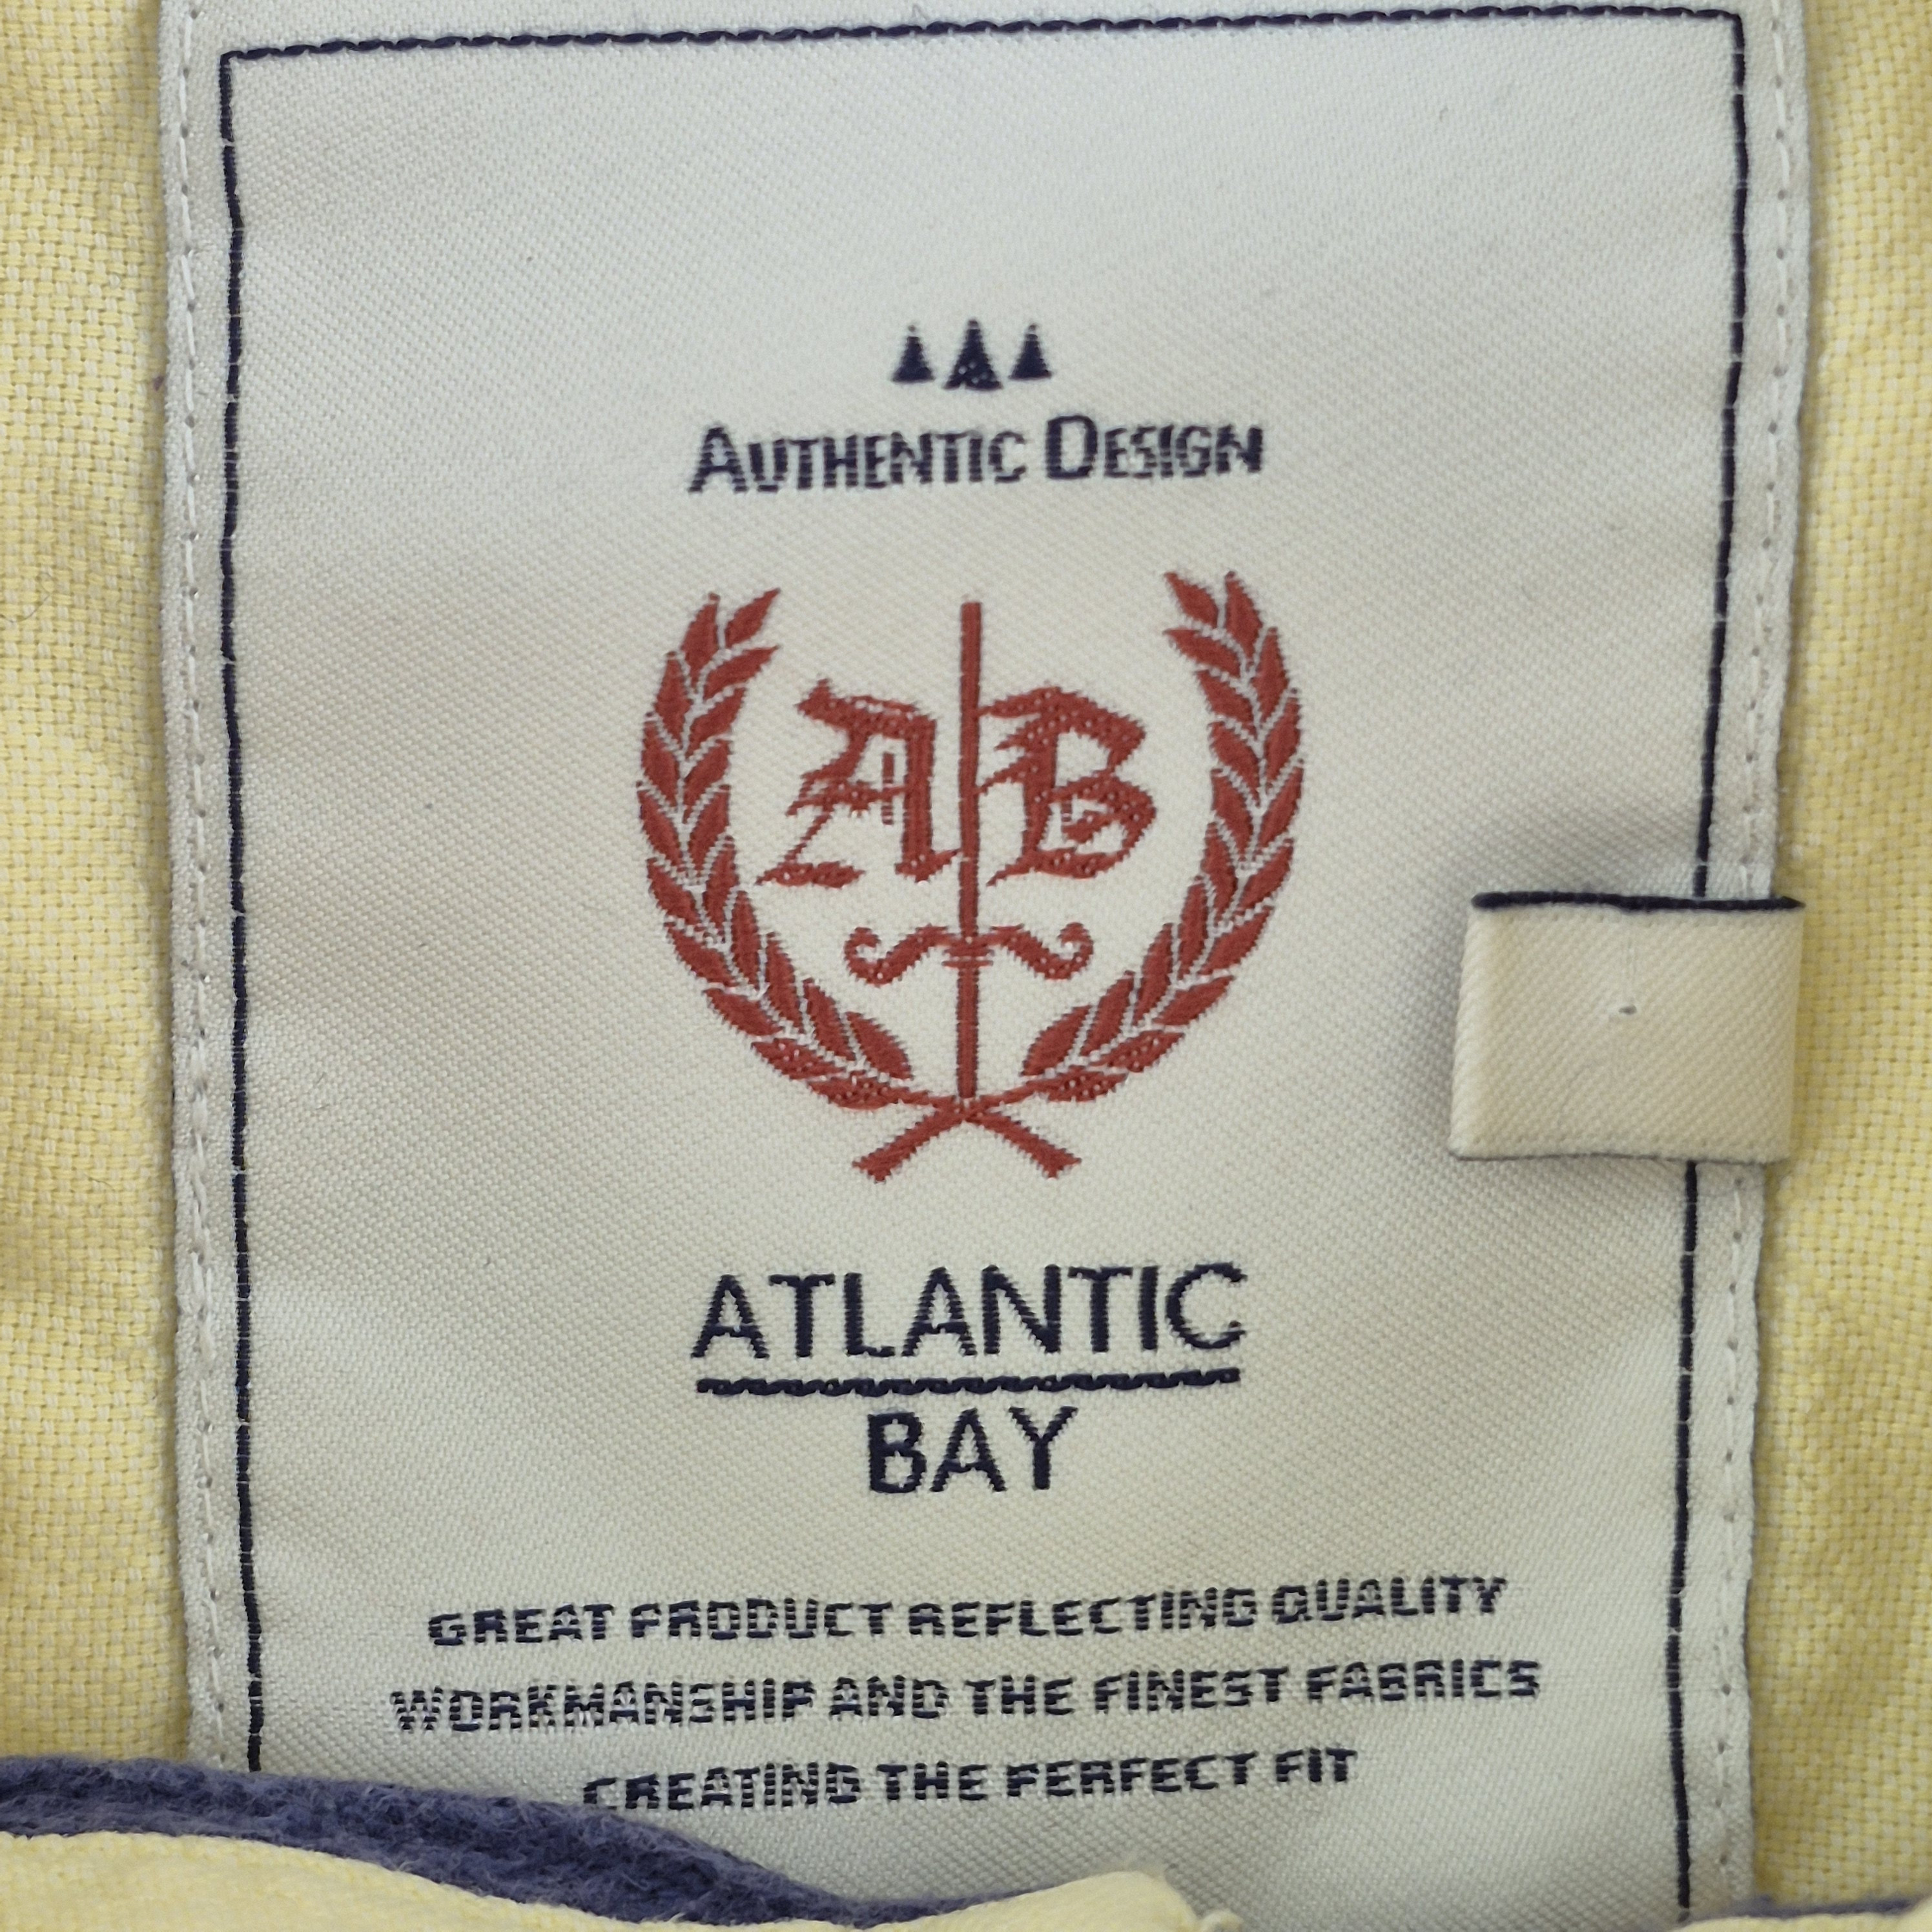 AUTHENTIC DESIGN
AB
ATLANTIC
BAY
GREAT PRODUCT REFLECTING QUALITY
WORKMANSHIP AND THE FINEST FABRICS
CREATING THE PERFECT FIT